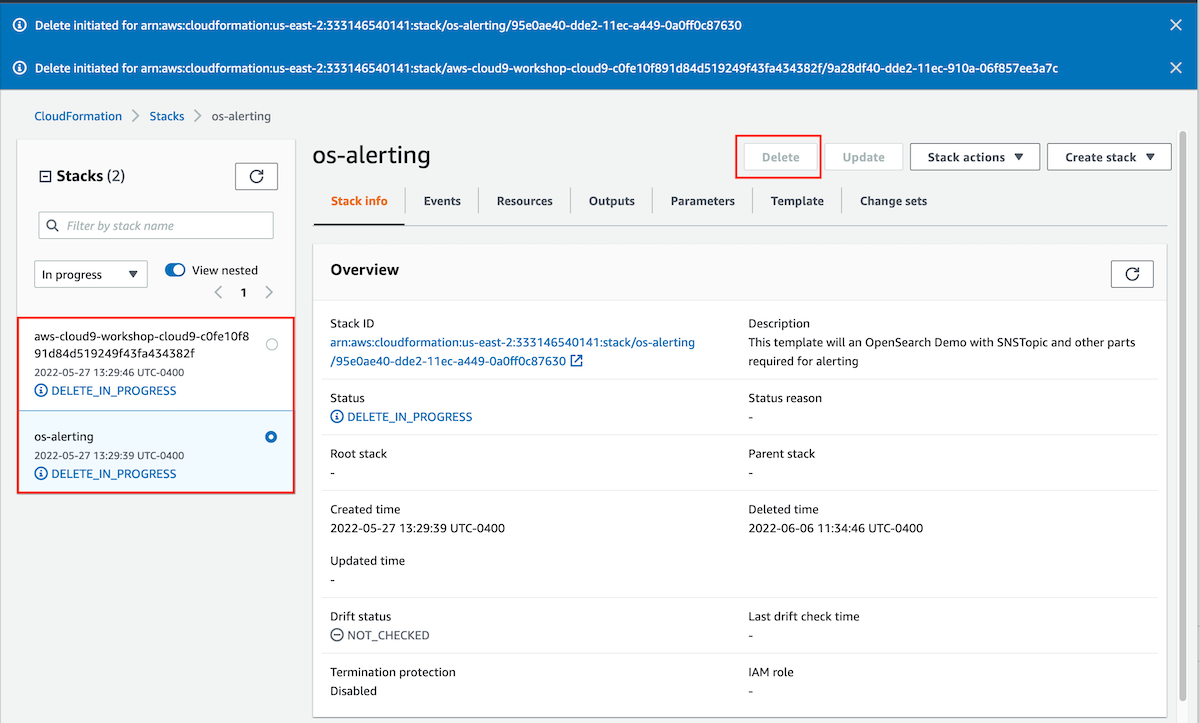 Delete initiated for arn:aws:cloudformation:us-east-2:333146540141:stack/os-alerting/95e0ae40-dde2-11ec-a449-0a0ff0c87630
Delete initiated for arn:aws:cloudformation:us-east-2:333146540141:stack/aws-cloud9-workshop-cloud9-c0fe10f891d84d519249f43fa434382f/9a28df40-dde2-11ec-910a-06f857ee3a7c
CloudFormation > Stacks > os-alerting
Stacks (2)
Filter by stack name
In progress
View nested
1
aws-cloud9-workshop-cloud9-c0fe10f8
91d84d519249f43fa434382f
2022-05-27 13:29:46 UTC-0400
DELETE_IN_PROGRESS
os-alerting
2022-05-27 13:29:39 UTC-0400
DELETE_IN_PROGRESS
os-alerting
Delete
Update
Stack actions
Create stack
Stack info
Events
Resources
Outputs
Parameters
Template
Change sets
Overview
Stack ID
arn:aws:cloudformation:us-east-2:333146540141:stack/os-alerting
/95e0ae40-dde2-11ec-a449-0a0ff0c87630
Description
This template will an OpenSearch Demo with SNSTopic and other parts
required for alerting
Status
DELETE_IN_PROGRESS
Status reason
-
Root stack
-
Parent stack
-
Created time
2022-05-27 13:29:39 UTC-0400
Deleted time
2022-06-06 11:34:46 UTC-0400
Updated time
-
Drift status
NOT_CHECKED
Last drift check time
-
Termination protection
Disabled
IAM role
-